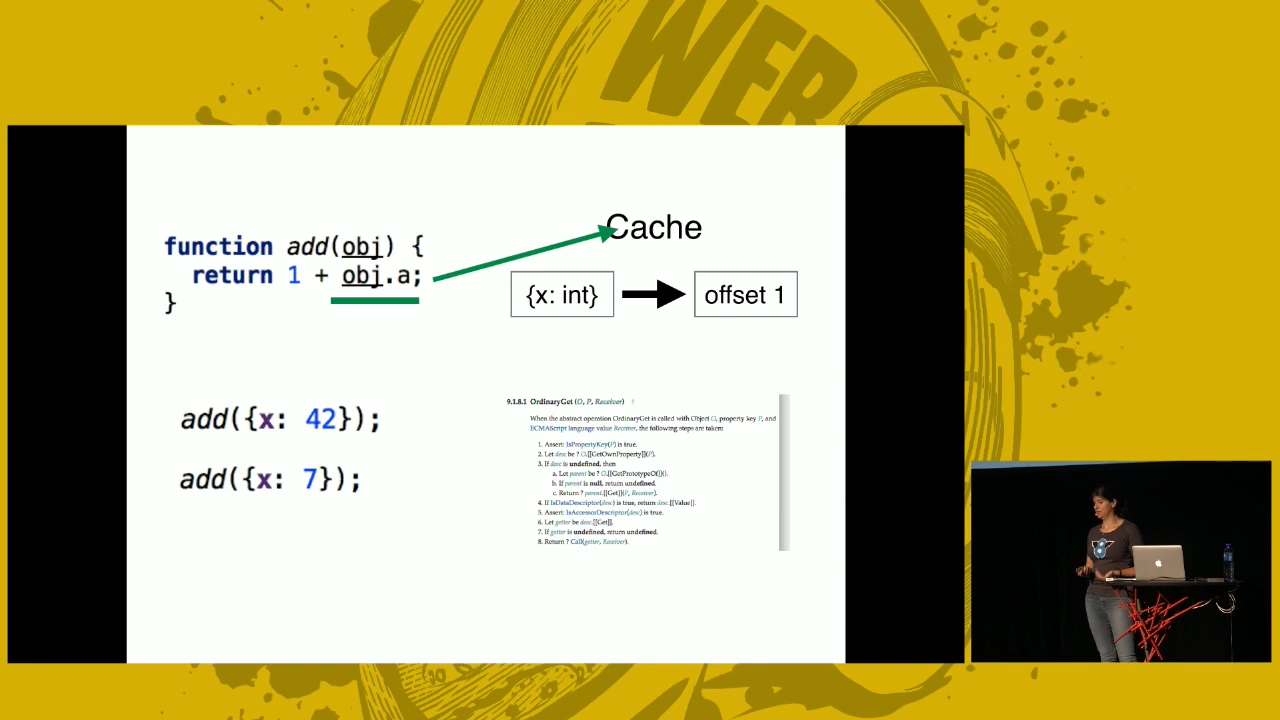 WEB
function add(obj) {
return 1 + obj.a;
}
Cache
{x: int}
offset 1
add({x: 42});
add({x: 7});
9.1.8.1 OrdinaryGet (O, P, Receiver) #
When the abstract operation OrdinaryGet is called with Object O, property key P, and
ECMAScript language value Receiver, the following steps are taken:
1. Assert: IsPropertyKey(P) is true.
2. Let desc be ? O.[[GetOwnProperty]](P).
3. If desc is undefined, then
a. Let parent be ? O.[[GetPrototypeOf]]().
b. If parent is null, return undefined.
c. Return ? parent.[[Get]](P, Receiver).
4. If IsDataDescriptor(desc) is true, return desc.[[Value]].
5. Assert: IsAccessorDescriptor(desc) is true.
6. Let getter be desc.[[Get]].
7. If getter is undefined, return undefined.
8. Return ? Call(getter, Receiver).